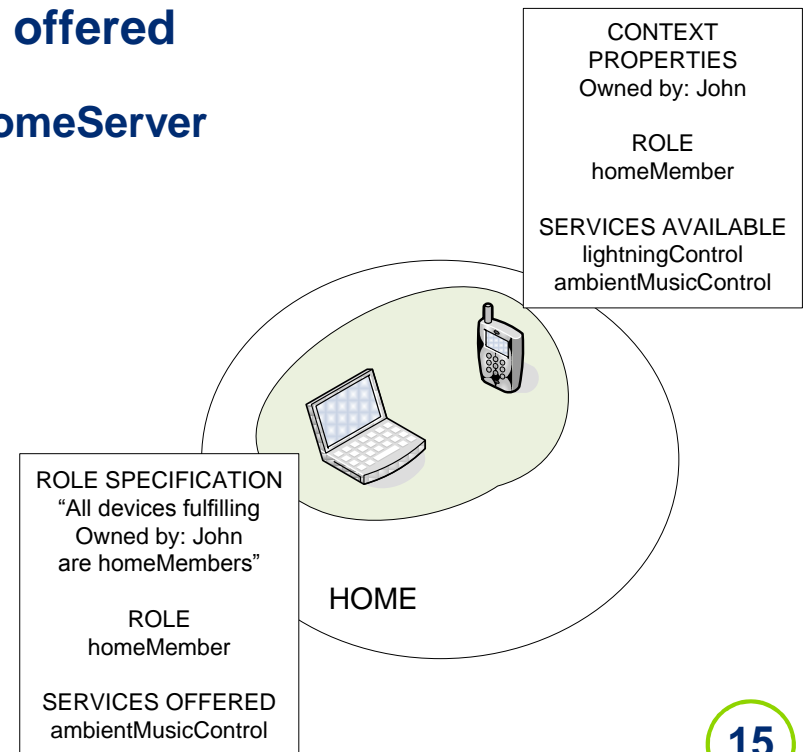 offered
omeServer
CONTEXT
PROPERTIES
Owned by: John
ROLE
homeMember
SERVICES AVAILABLE
lightningControl
ambientMusicControl
ROLE SPECIFICATION
“All devices fulfilling
Owned by: John
are homeMembers”
ROLE
homeMember
SERVICES OFFERED
ambientMusicControl
HOME
15